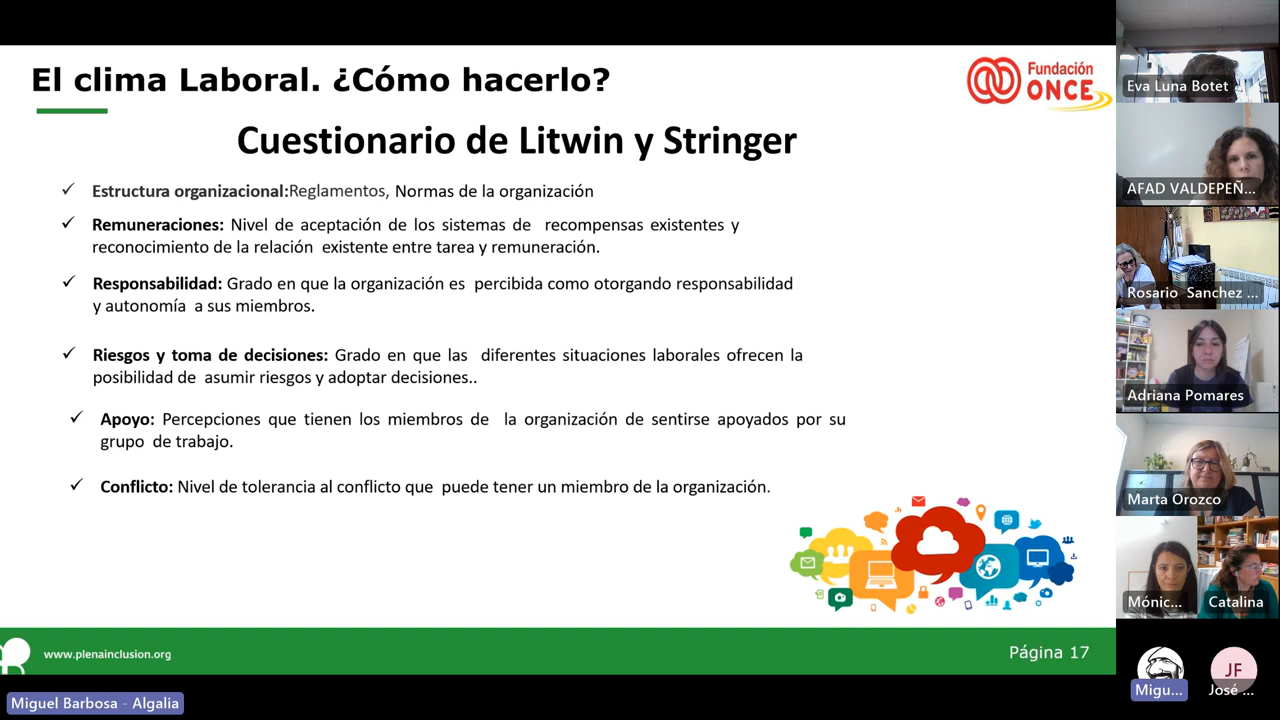 El clima Laboral. ¿Cómo hacerlo?
Fundación
ONCE
Cuestionario de Litwin y Stringer
✓ Estructura organizacional:Reglamentos, Normas de la organización
✓ Remuneraciones: Nivel de aceptación de los sistemas de recompensas existentes y
reconocimiento de la relación existente entre tarea y remuneración.
✓ Responsabilidad: Grado en que la organización es percibida como otorgando responsabilidad
y autonomía a sus miembros.
✓ Riesgos y toma de decisiones: Grado en que las diferentes situaciones laborales ofrecen la
posibilidad de asumir riesgos y adoptar decisiones..
✓ Apoyo: Percepciones que tienen los miembros de la organización de sentirse apoyados por su
grupo de trabajo.
✓ Conflicto: Nivel de tolerancia al conflicto que puede tener un miembro de la organización.
www.plenainclusion.org
Página 17
Miguel Barbosa - Algalia
Eva Luna Botet
AFAD VALDEPEÑ...
Rosario Sanchez ...
Adriana Pomares
Marta Orozco
Mónic...
Catalina
Migu...
JF
José ...